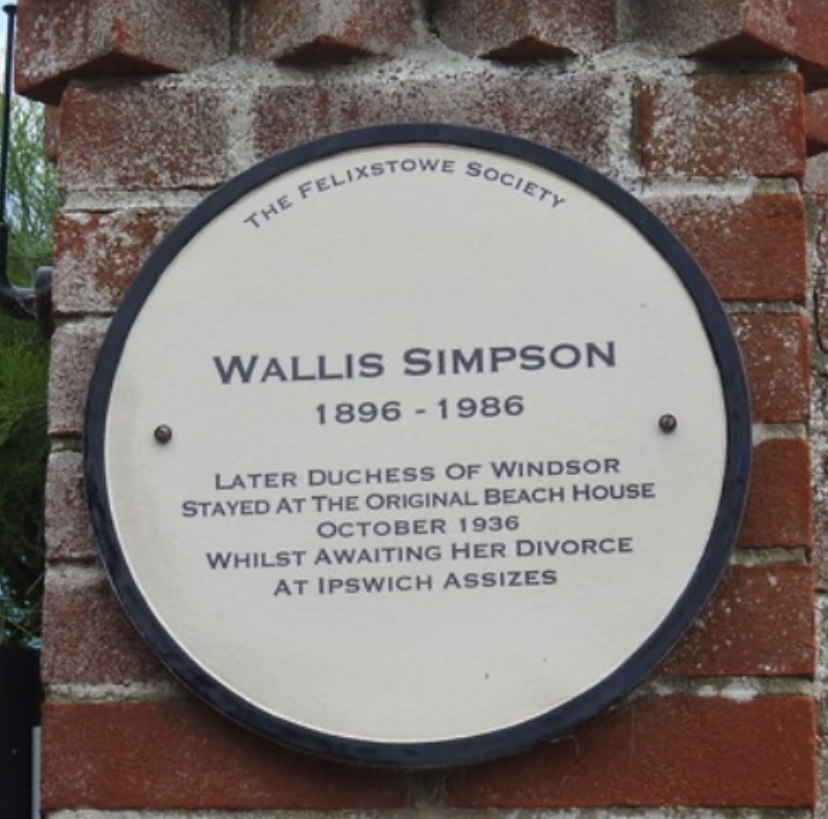 The Felixstowe Society
Wallis Simpson
1896 - 1986
Later Duchess Of Windsor
Stayed At The Original Beach House
October 1936
Whilst Awaiting Her Divorce
At Ipswich Assizes